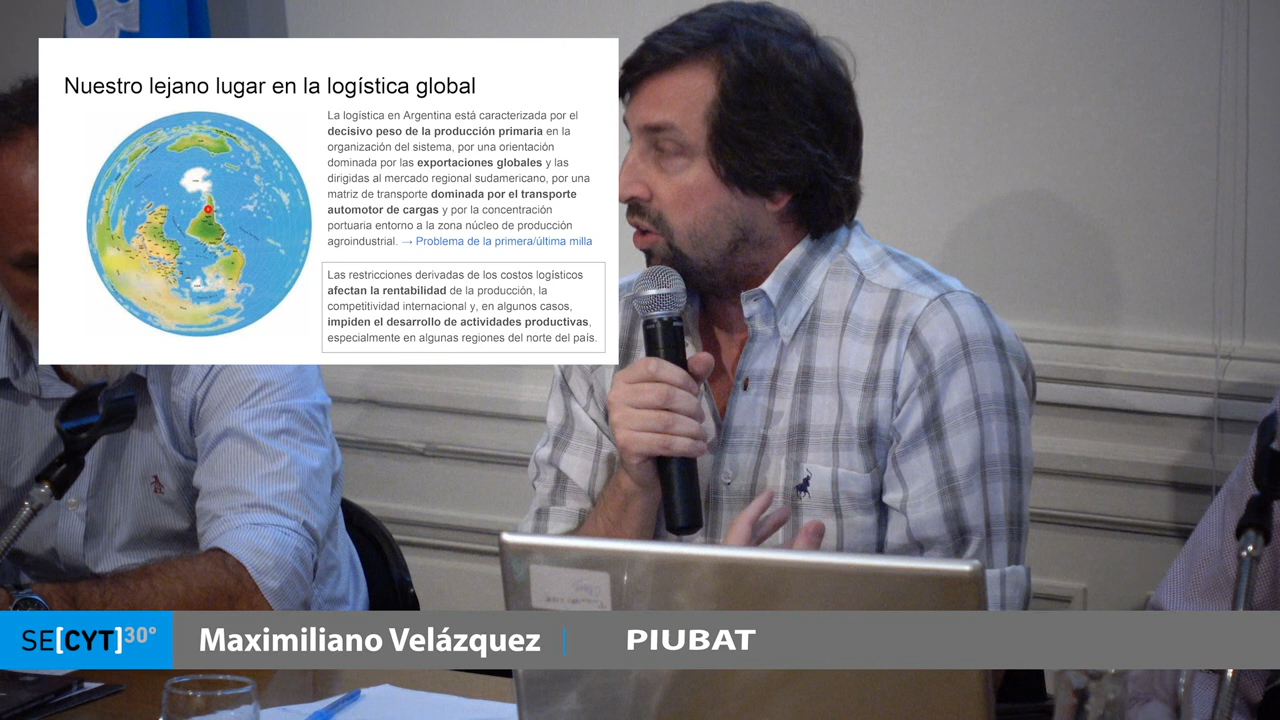 Nuestro lejano lugar en la logística global
La logística en Argentina está caracterizada por el
decisivo peso de la producción primaria en la
organización del sistema, por una orientación
dominada por las exportaciones globales y las
dirigidas al mercado regional sudamericano, por una
matriz de transporte dominada por el transporte
automotor de cargas y por la concentración
portuaria entorno a la zona núcleo de producción
agroindustrial. → Problema de la primera/última milla
Las restricciones derivadas de los costos logísticos
afectan la rentabilidad de la producción, la
competitividad internacional y, en algunos casos,
impiden el desarrollo de actividades productivas,
especialmente en algunas regiones del norte del país.
SE[CYT]30°
Maximiliano Velázquez
PIUBAT